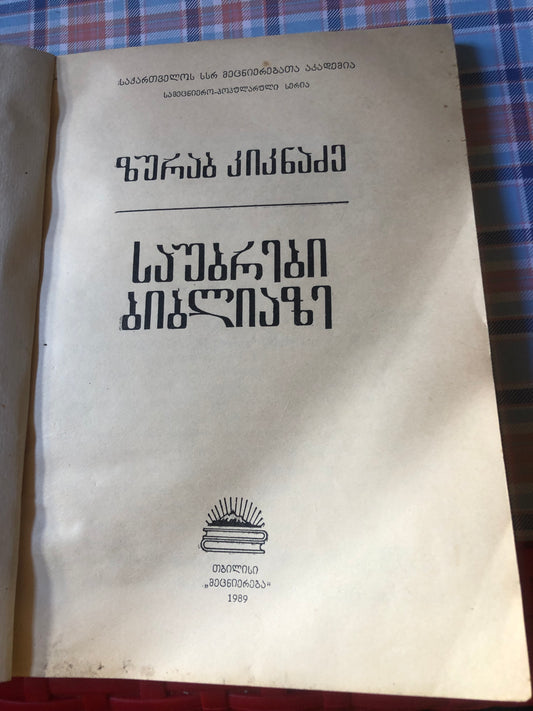 საქართველოს სსრ მეცნიერებათა აკადემია
სამეცნიერო-პოპულარული სერია
ზურაბ კიკნაძე
საუბრები
ბიბლიაზე
თბილისი
„მეცნიერება“
1989